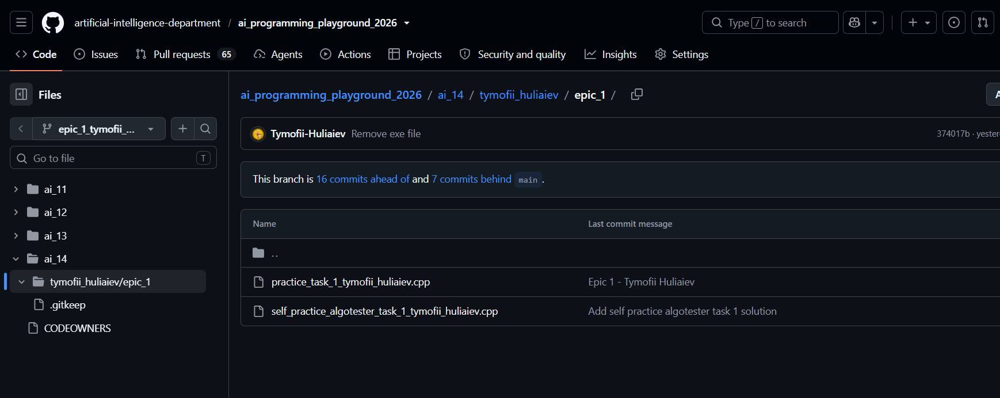 artificial-intelligence-department / ai_programming_playground_2026
Type / to search
Code Issues Pull requests 65 Agents Actions Projects Security and quality Insights Settings
Files
ai_programming_playground_2026 / ai_14 / tymofii_huliaiev / epic_1 /
A
epic_1_tymofii_...
Tymofii-Huliaiev Remove exe file 374017b · yester
Go to file T
This branch is 16 commits ahead of and 7 commits behind main .
ai_11
ai_12
ai_13
ai_14
tymofii_huliaiev/epic_1
.gitkeep
CODEOWNERS
Name Last commit message
..
practice_task_1_tymofii_huliaiev.cpp Epic 1 - Tymofii Huliaiev
self_practice_algotester_task_1_tymofii_huliaiev.cpp Add self practice algotester task 1 solution